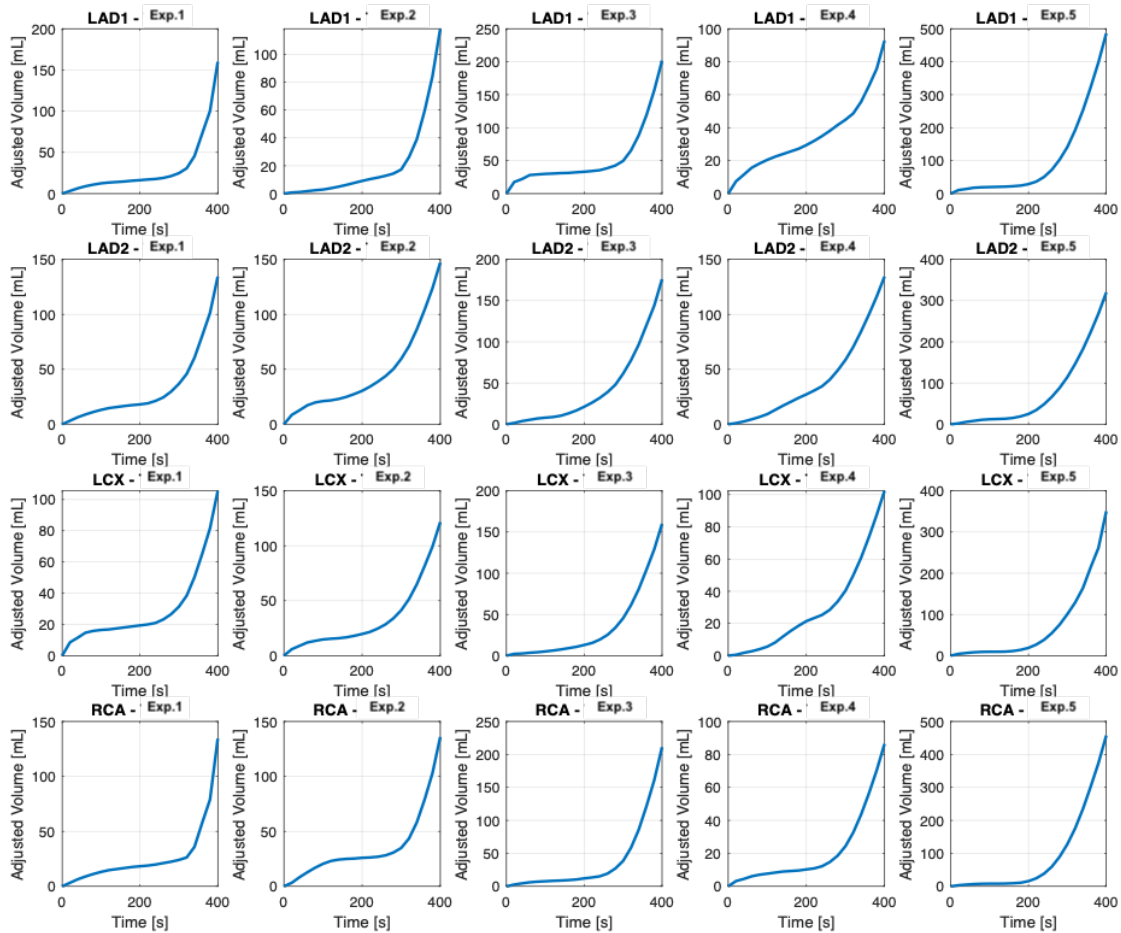 LAD1 - Exp.1
LAD1 - Exp.2
LAD1 - Exp.3
LAD1 - Exp.4
LAD1 - Exp.5
Adjusted Volume [mL]
200
150
100
50
0
0 200 400
Time [s]
Adjusted Volume [mL]
100
80
60
40
20
0
0 200 400
Time [s]
Adjusted Volume [mL]
250
200
150
100
50
0
0 200 400
Time [s]
Adjusted Volume [mL]
100
80
60
40
20
0
0 200 400
Time [s]
Adjusted Volume [mL]
500
400
300
200
100
0
0 200 400
Time [s]
LAD2 - Exp.1
LAD2 - Exp.2
LAD2 - Exp.3
LAD2 - Exp.4
LAD2 - Exp.5
Adjusted Volume [mL]
150
100
50
0
0 200 400
Time [s]
Adjusted Volume [mL]
150
100
50
0
0 200 400
Time [s]
Adjusted Volume [mL]
200
150
100
50
0
0 200 400
Time [s]
Adjusted Volume [mL]
150
100
50
0
0 200 400
Time [s]
Adjusted Volume [mL]
400
300
200
100
0
0 200 400
Time [s]
LCX - Exp.1
LCX - Exp.2
LCX - Exp.3
LCX - Exp.4
LCX - Exp.5
Adjusted Volume [mL]
100
80
60
40
20
0
0 200 400
Time [s]
Adjusted Volume [mL]
150
100
50
0
0 200 400
Time [s]
Adjusted Volume [mL]
200
150
100
50
0
0 200 400
Time [s]
Adjusted Volume [mL]
100
80
60
40
20
0
0 200 400
Time [s]
Adjusted Volume [mL]
400
300
200
100
0
0 200 400
Time [s]
RCA - Exp.1
RCA - Exp.2
RCA - Exp.3
RCA - Exp.4
RCA - Exp.5
Adjusted Volume [mL]
150
100
50
0
0 200 400
Time [s]
Adjusted Volume [mL]
150
100
50
0
0 200 400
Time [s]
Adjusted Volume [mL]
250
200
150
100
50
0
0 200 400
Time [s]
Adjusted Volume [mL]
100
80
60
40
20
0
0 200 400
Time [s]
Adjusted Volume [mL]
500
400
300
200
100
0
0 200 400
Time [s]